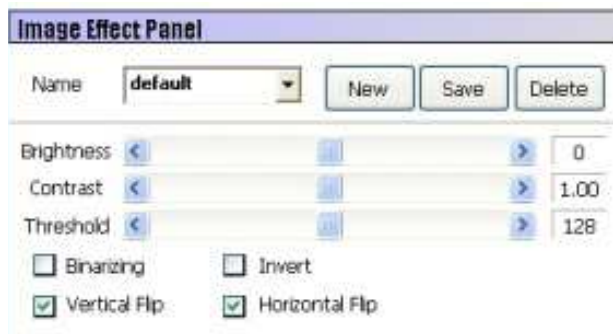 Image Effect Panel
Name default New Save Delete
Brightness 0
Contrast 1.00
Threshold 128
Binarizing Invert
Vertical Flip Horizontal Flip